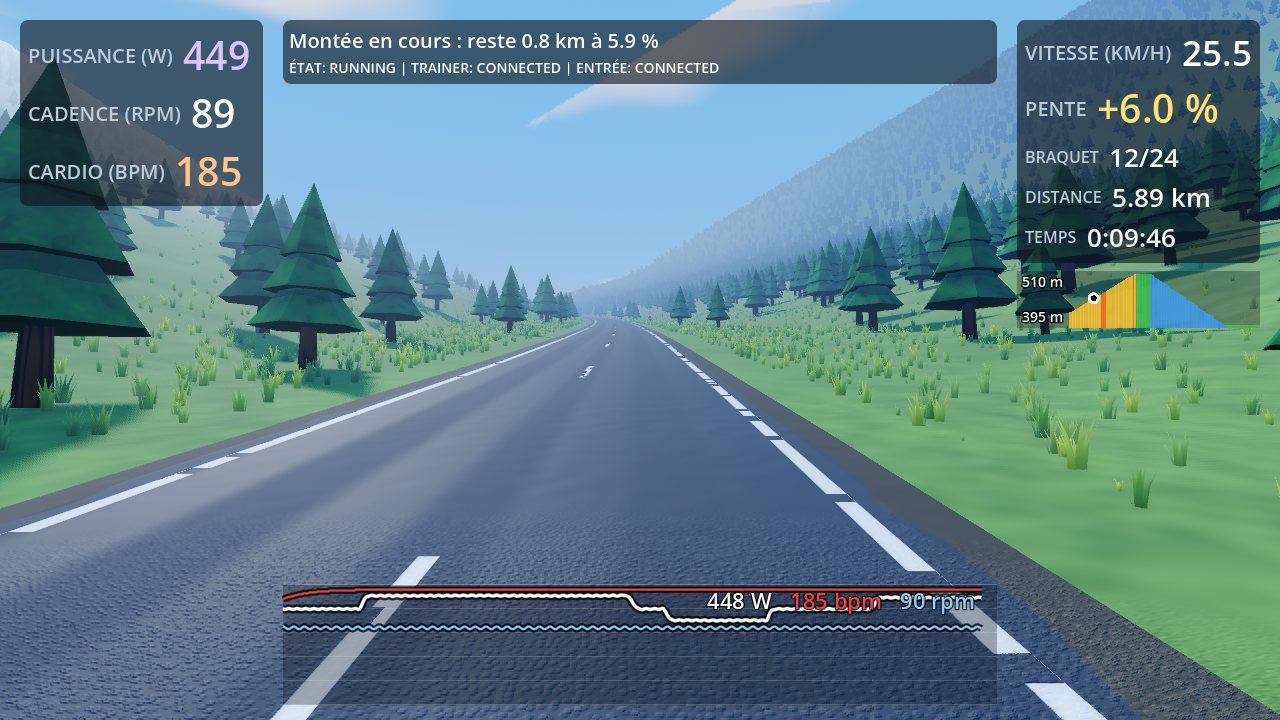 PUISSANCE (W) 449
CADENCE (RPM) 89
CARDIO (BPM) 185
Montée en cours : reste 0.8 km à 5.9 %
ÉTAT: RUNNING | TRAINER: CONNECTED | ENTRÉE: CONNECTED
VITESSE (KM/H) 25.5
PENTE +6.0 %
BRAQUET 12/24
DISTANCE 5.89 km
TEMPS 0:09:46
510 m
395 m
448 W 185 bpm 90 rpm